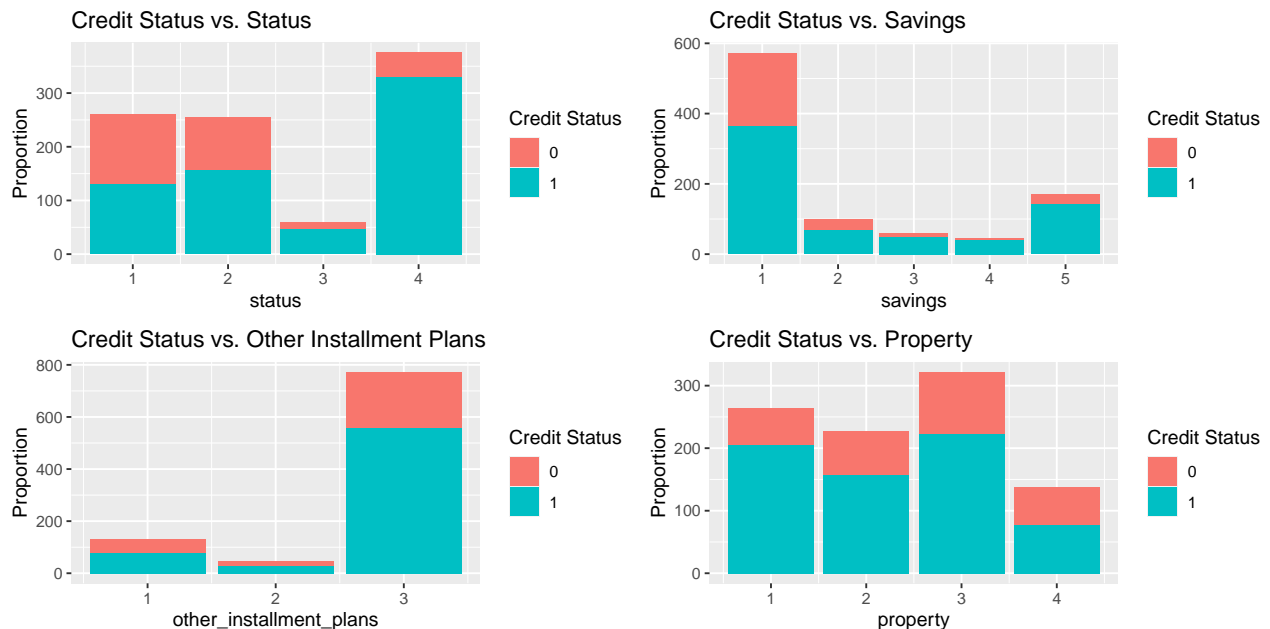 Credit Status vs. Status
Proportion
300
200
100
0
1 2 3 4
status
Credit Status
0
1
Credit Status vs. Savings
Proportion
600
400
200
0
1 2 3 4 5
savings
Credit Status
0
1
Credit Status vs. Other Installment Plans
Proportion
800
600
400
200
0
1 2 3
other_installment_plans
Credit Status
0
1
Credit Status vs. Property
Proportion
300
200
100
0
1 2 3 4
property
Credit Status
0
1